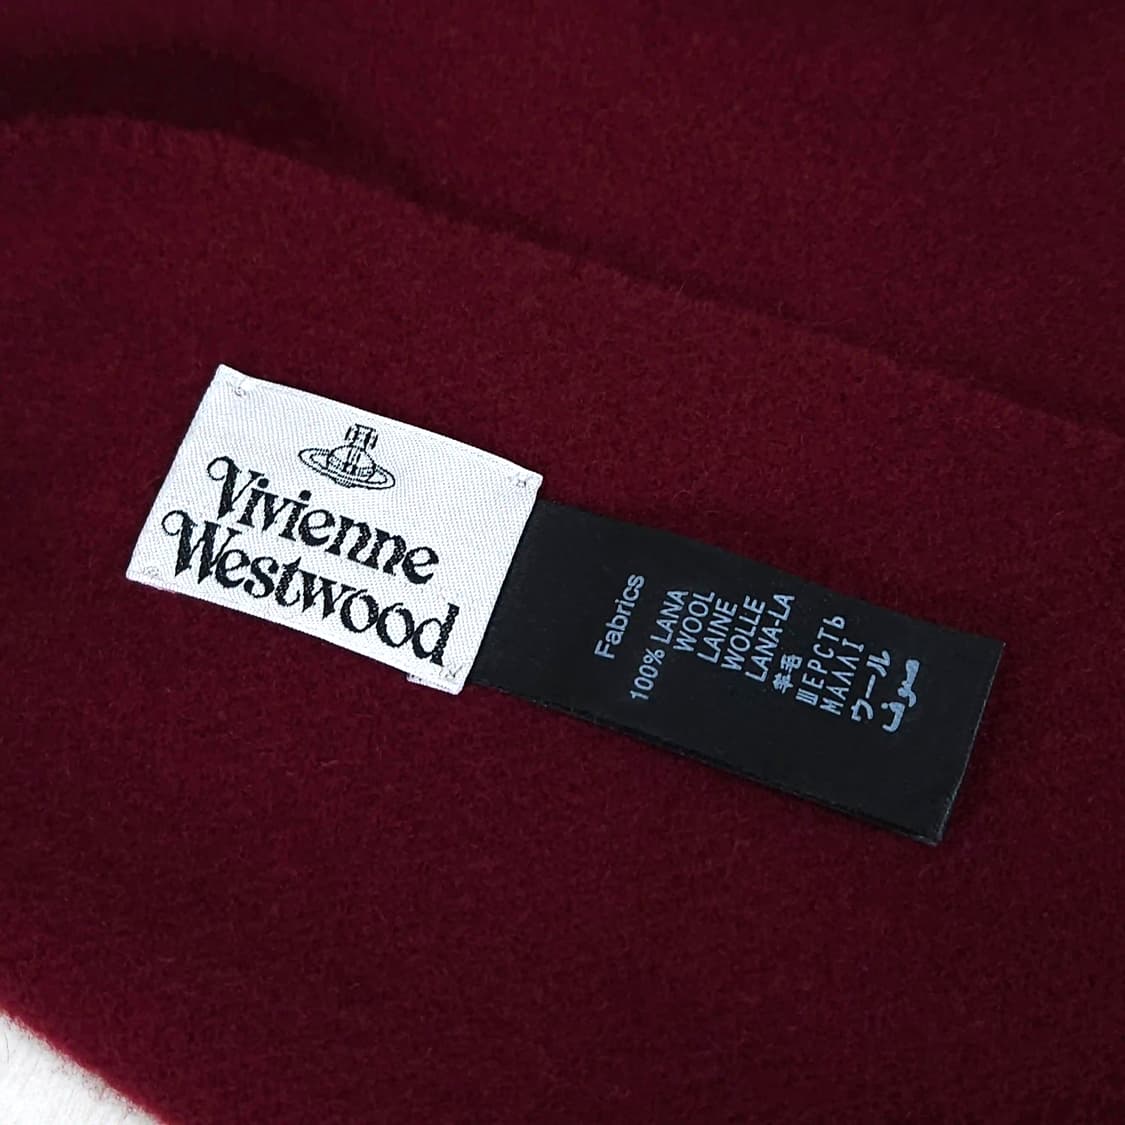 Vivienne
Westwood
Fabrics
100% LANA
WOOL
LAINE
WOLLE
LANA-LA
羊毛
ШЕРСТЬ
ΜΑΛΛΙ
ウール
صوف